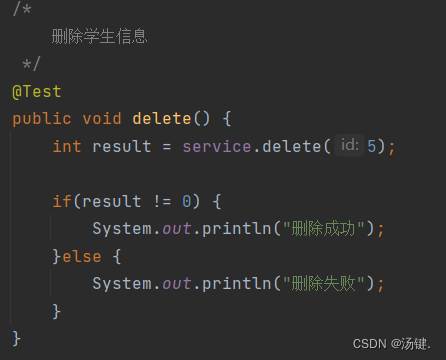 /*
    删除学生信息
 */
@Test
public void delete() {
    int result = service.delete( id: 5);

    if(result != 0) {
        System.out.println("删除成功");
    }else {
        System.out.println("删除失败");
    }
}
CSDN @汤键.